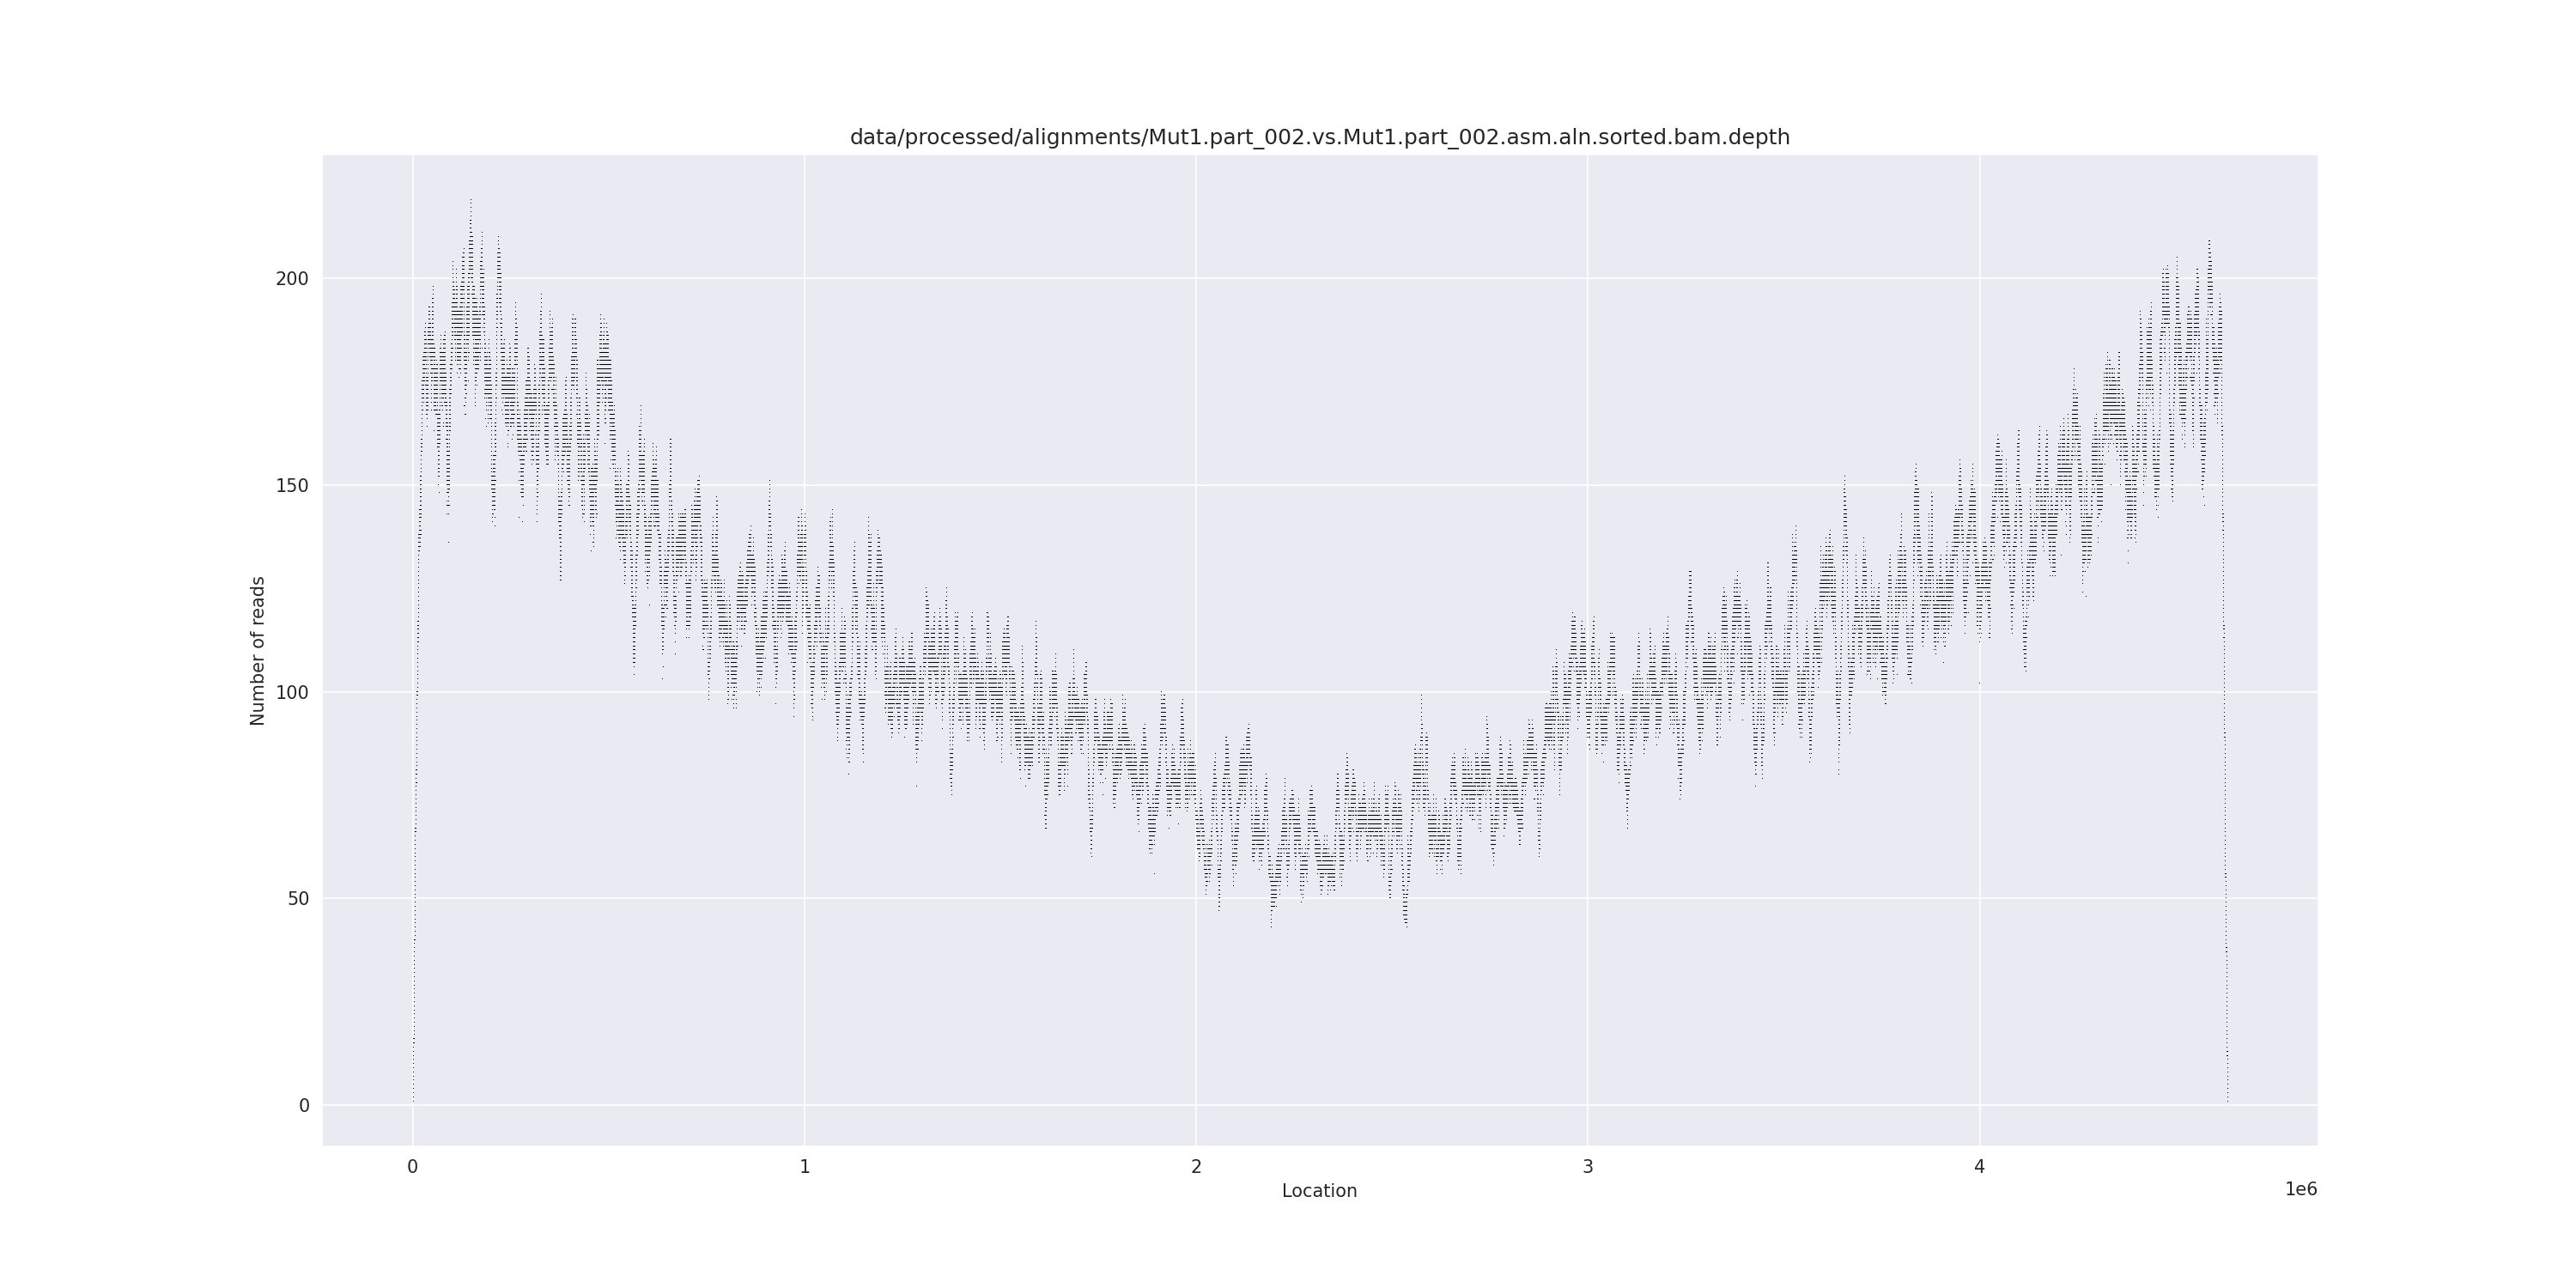 data/processed/alignments/Mut1.part_002.vs.Mut1.part_002.asm.aln.sorted.bam.depth
200
150
100
50
0
Number of reads
0 1 2 3 4
Location
1e6